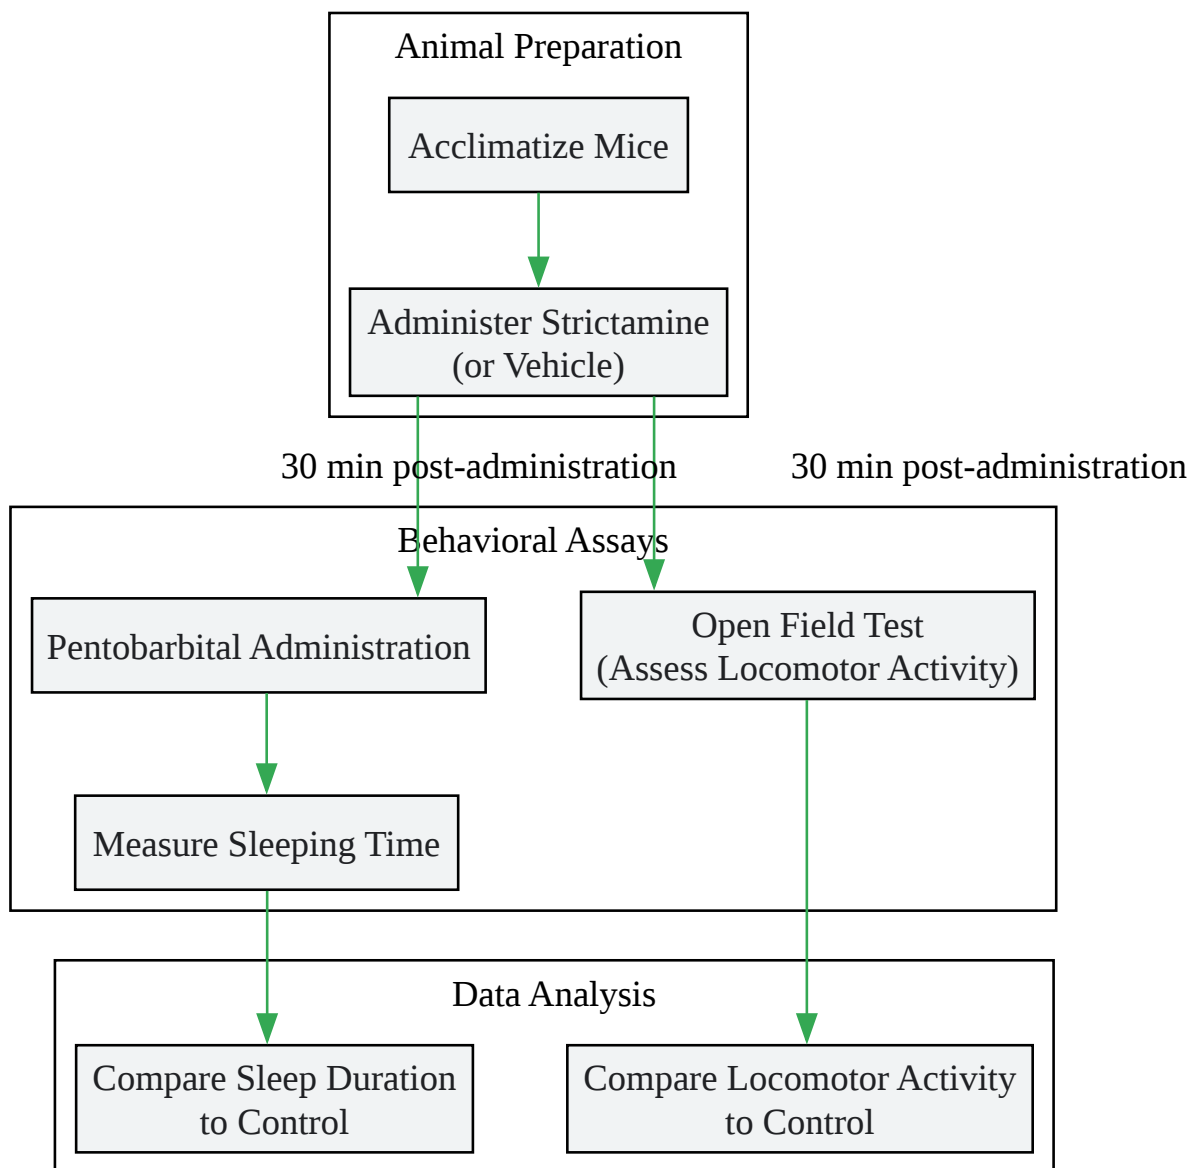 Animal Preparation
Acclimatize Mice
Administer Strictamine
(or Vehicle)
30 min post-administration
30 min post-administration
Behavioral Assays
Pentobarbital Administration
Open Field Test
(Assess Locomotor Activity)
Measure Sleeping Time
Data Analysis
Compare Sleep Duration
to Control
Compare Locomotor Activity
to Control